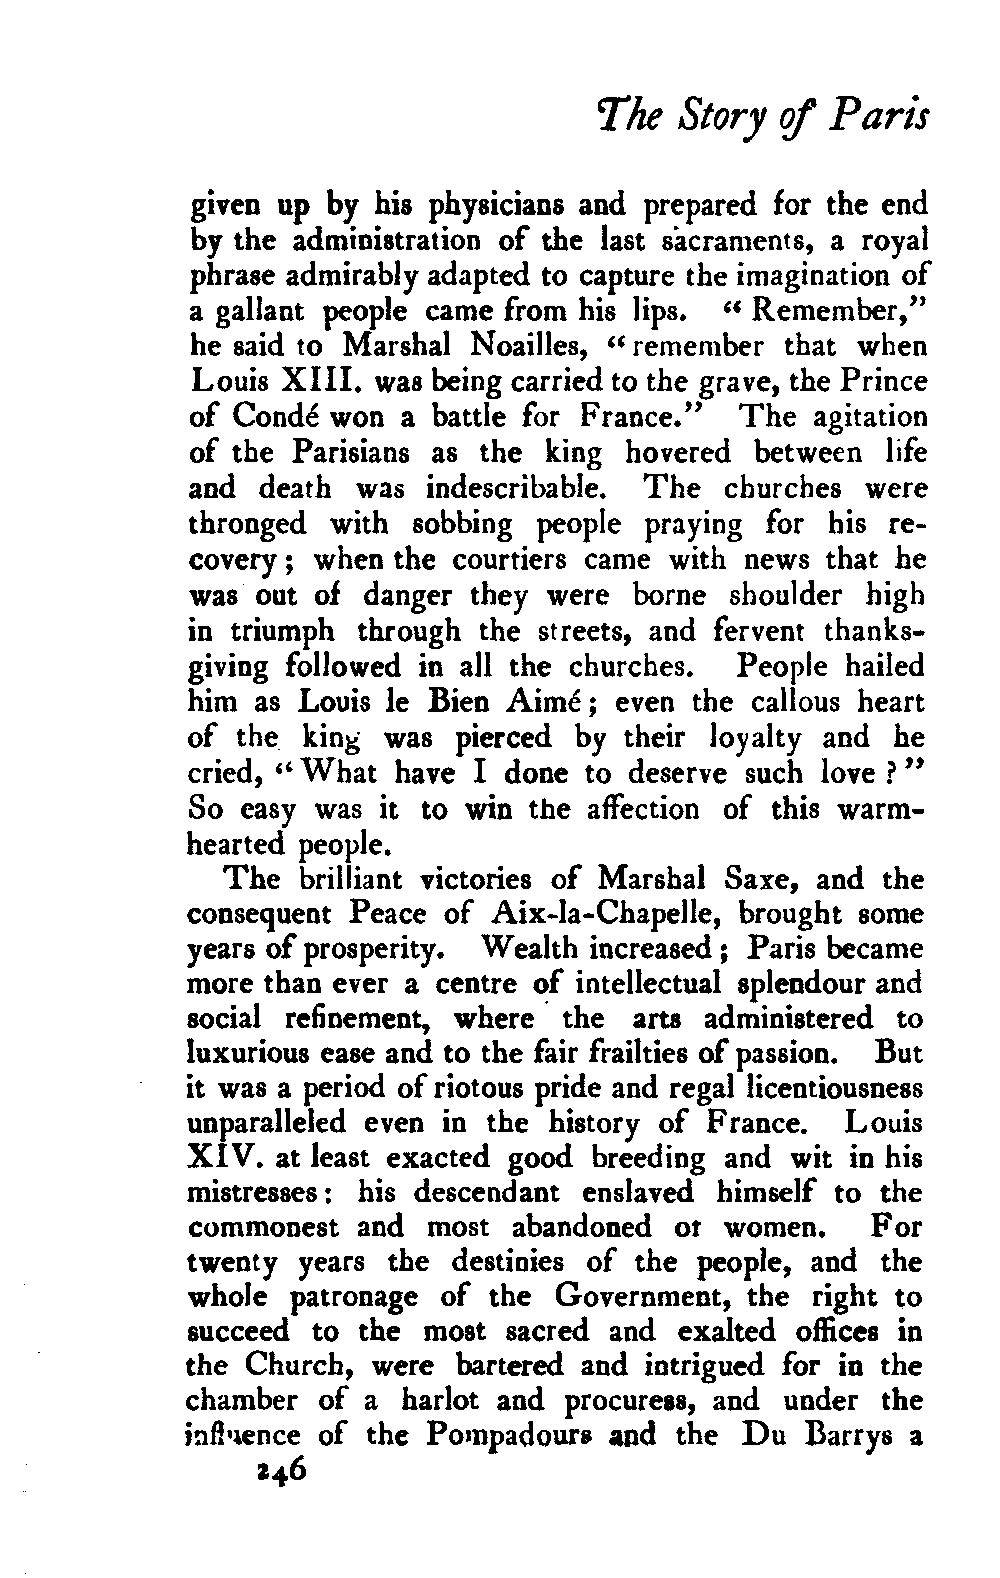 The Story of Paris
given up by his physicians and prepared for the end
by the administration of the last sacraments, a royal
phrase admirably adapted to capture the imagination of
a gallant people came from his lips. “ Remember,”
he said to Marshal Noailles, “ remember that when
Louis XIII. was being carried to the grave, the Prince
of Condé won a battle for France.” The agitation
of the Parisians as the king hovered between life
and death was indescribable. The churches were
thronged with sobbing people praying for his re-
covery ; when the courtiers came with news that he
was out of danger they were borne shoulder high
in triumph through the streets, and fervent thanks-
giving followed in all the churches. People hailed
him as Louis le Bien Aimé ; even the callous heart
of the king was pierced by their loyalty and he
cried, “ What have I done to deserve such love ? ”
So easy was it to win the affection of this warm-
hearted people.
The brilliant victories of Marshal Saxe, and the
consequent Peace of Aix-la-Chapelle, brought some
years of prosperity. Wealth increased ; Paris became
more than ever a centre of intellectual splendour and
social refinement, where the arts administered to
luxurious ease and to the fair frailties of passion. But
it was a period of riotous pride and regal licentiousness
unparalleled even in the history of France. Louis
XIV. at least exacted good breeding and wit in his
mistresses : his descendant enslaved himself to the
commonest and most abandoned of women. For
twenty years the destinies of the people, and the
whole patronage of the Government, the right to
succeed to the most sacred and exalted offices in
the Church, were bartered and intrigued for in the
chamber of a harlot and procuress, and under the
influence of the Pompadours and the Du Barrys a
246